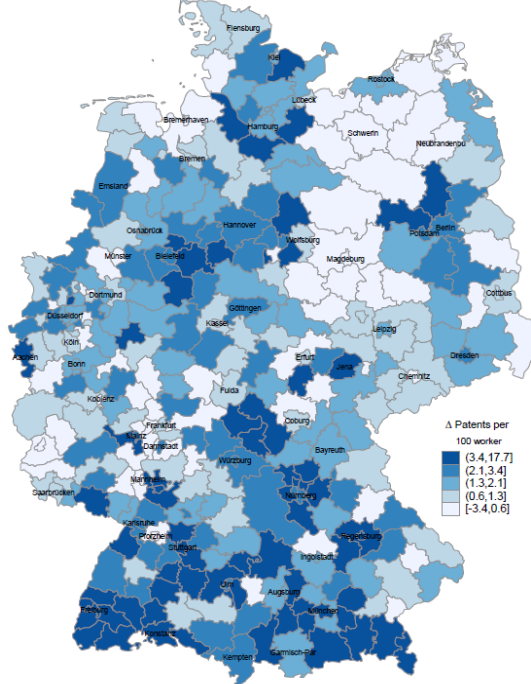 Flensburg
Kiel
Rostock
Lübeck
Bremerhaven
Hamburg
Schwerin
Neubrandenbu
Bremen
Emsland
Hannover
Berlin
Potsdam
Osnabrück
Wolfsburg
Münster
Bielefeld
Magdeburg
Cottbus
Dortmund
Göttingen
Düsseldorf
Kassel
Leipzig
Köln
Aachen
Erfurt
Jena
Dresden
Bonn
Chemnitz
Fulda
Koblenz
Coburg
Frankfurt
Mainz
Darmstadt
Bayreuth
Würzburg
Mannheim
Saarbrücken
Nürnberg
Karlsruhe
Pforzheim
Regensburg
Stuttgart
Ingolstadt
Ulm
Augsburg
München
Freiburg
Konstanz
Garmisch-Par
Kempten
Δ Patents per
100 worker
(3.4,17.7]
(2.1,3.4]
(1.3,2.1]
(0.6,1.3]
[-3.4,0.6]